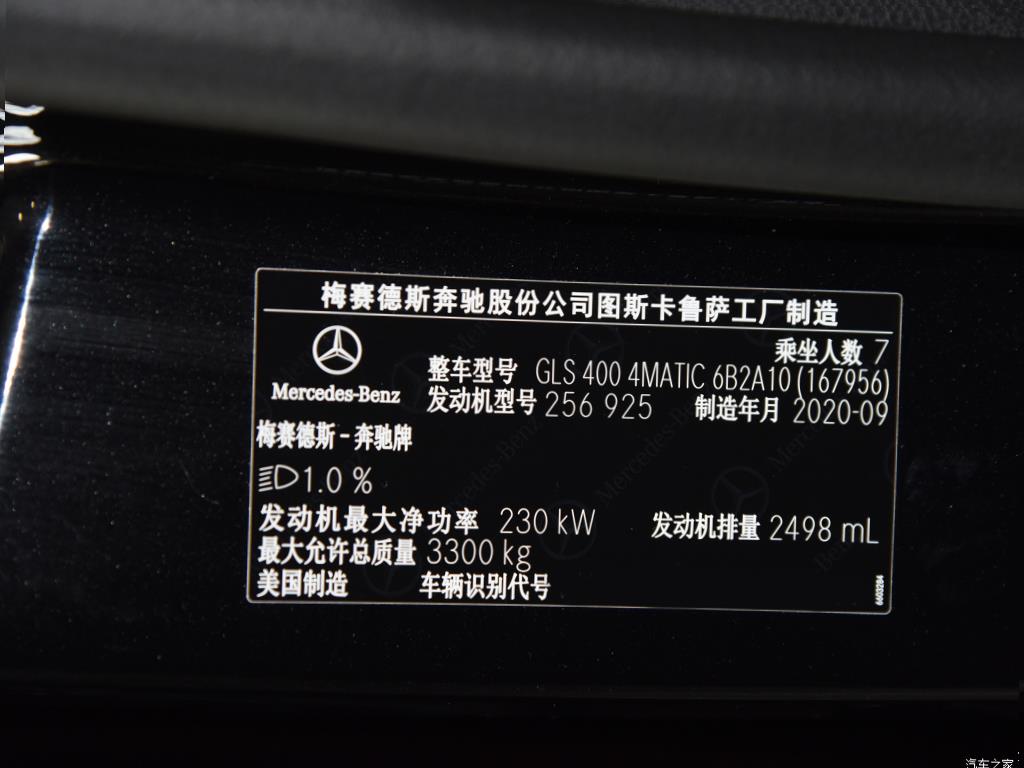 梅赛德斯奔驰股份公司图斯卡鲁萨工厂制造
乘坐人数 7
Mercedes-Benz
整车型号 GLS 400 4MATIC 6B2A10 (167956)
发动机型号 256 925 制造年月 2020-09
梅赛德斯-奔驰牌
1.0 %
发动机最大净功率 230 kW 发动机排量 2498 mL
最大允许总质量 3300 kg
美国制造 车辆识别代号
6603284
汽车之家